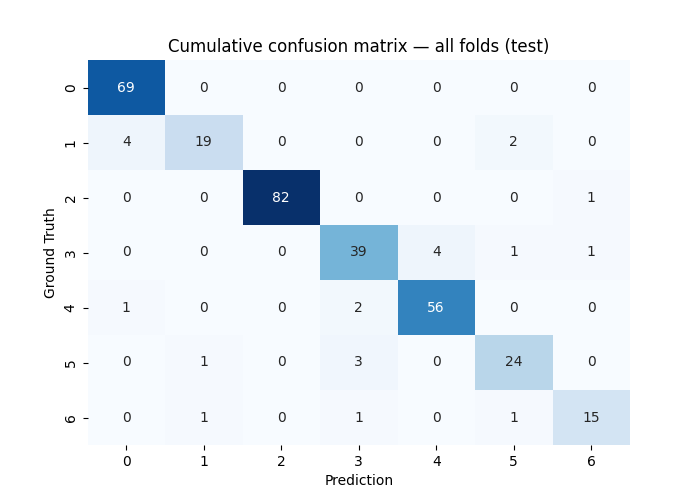 Cumulative confusion matrix — all folds (test)
Ground Truth
0 69 0 0 0 0 0 0
1 4 19 0 0 0 2 0
2 0 0 82 0 0 0 1
3 0 0 0 39 4 1 1
4 1 0 0 2 56 0 0
5 0 1 0 3 0 24 0
6 0 1 0 1 0 1 15
0 1 2 3 4 5 6
Prediction